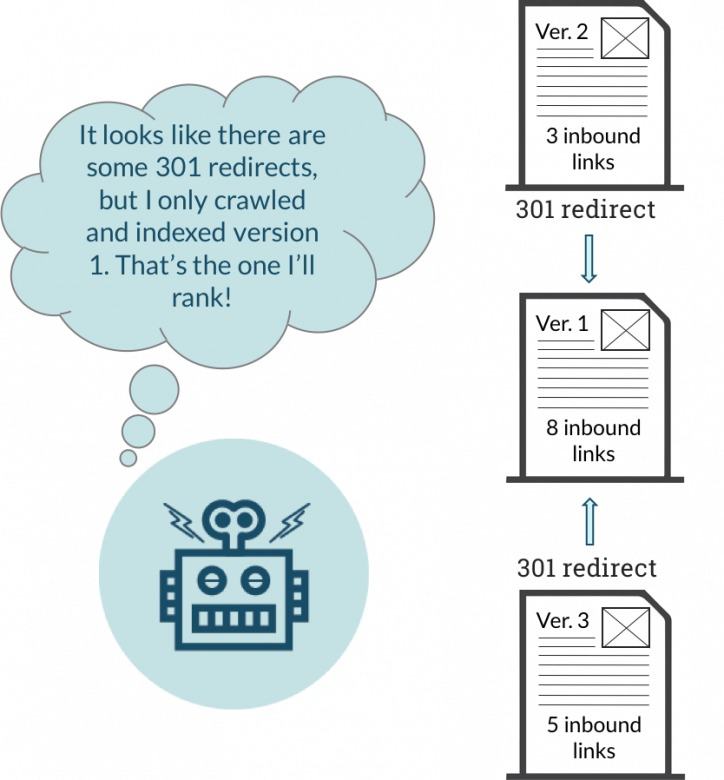 It looks like there are
some 301 redirects,
but I only crawled
and indexed version
1. That’s the one I’ll
rank!
Ver. 2
3 inbound
links
301 redirect
Ver. 1
8 inbound
links
301 redirect
Ver. 3
5 inbound
links